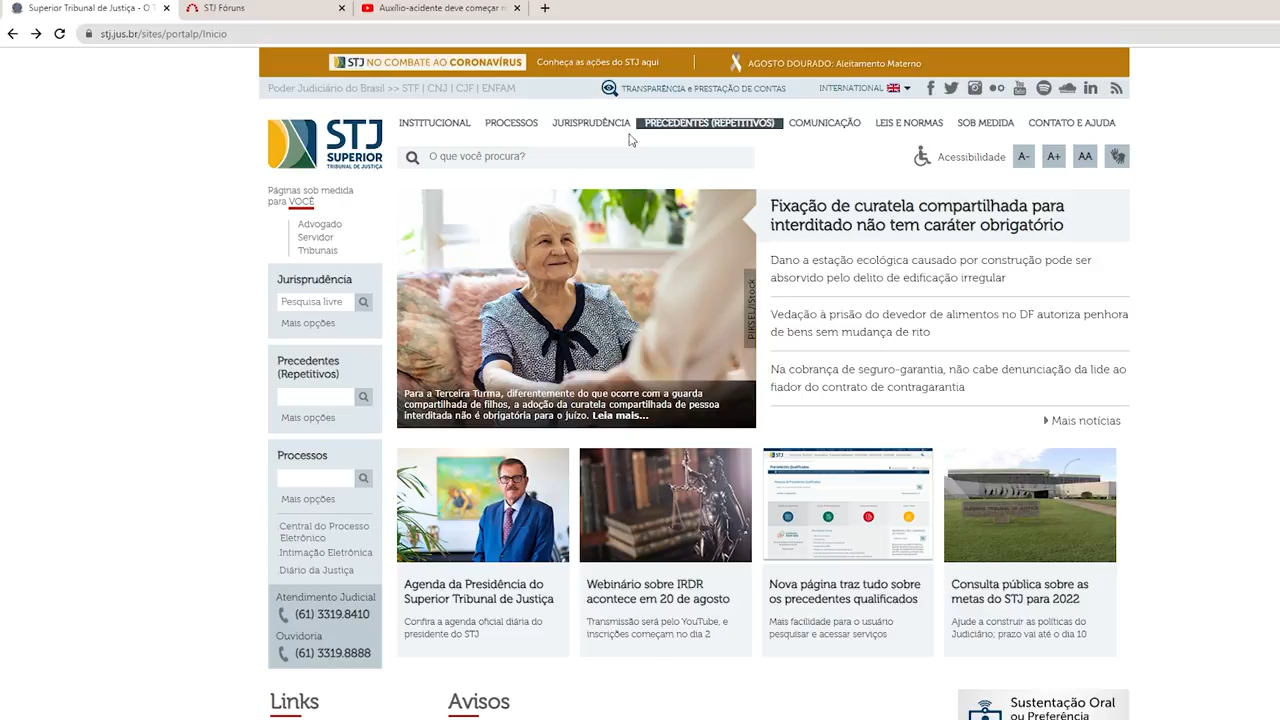 Superior Tribunal de Justiça - O T
STJ Fóruns
Auxílio-acidente deve começar
stj.jus.br/sites/portalp/Inicio
STJ NO COMBATE AO CORONAVÍRUS
Conheça as ações do STJ aqui
AGOSTO DOURADO: Aleitamento Materno
Poder Judiciário do Brasil >> STF | CNJ | CJF | ENFAM
TRANSPARÊNCIA e PRESTAÇÃO DE CONTAS
INTERNATIONAL
INSTITUCIONAL
PROCESSOS
JURISPRUDÊNCIA
PRECEDENTES (REPETITIVOS)
COMUNICAÇÃO
LEIS E NORMAS
SOB MEDIDA
CONTATO E AJUDA
STJ
SUPERIOR
TRIBUNAL DE JUSTIÇA
O que você procura?
Acessibilidade
A-
A+
AA
Páginas sob medida
para VOCÊ
Advogado
Servidor
Tribunais
Jurisprudência
Pesquisa livre
Mais opções
Precedentes
(Repetitivos)
Mais opções
Processos
Mais opções
Central do Processo
Eletrônico
Intimação Eletrônica
Diário da Justiça
Atendimento Judicial
(61) 3319.8410
Ouvidoria
(61) 3319.8888
PIKSEL/iStock
Para a Terceira Turma, diferentemente do que ocorre com a guarda
compartilhada de filhos, a adoção da curatela compartilhada de pessoa
interditada não é obrigatória para o juízo. Leia mais...
Fixação de curatela compartilhada para
interditado não tem caráter obrigatório
Dano a estação ecológica causado por construção pode ser
absorvido pelo delito de edificação irregular
Vedação à prisão do devedor de alimentos no DF autoriza penhora
de bens sem mudança de rito
Na cobrança de seguro-garantia, não cabe denunciação da lide ao
fiador do contrato de contragarantia
Mais notícias
Agenda da Presidência do
Superior Tribunal de Justiça
Confira a agenda oficial diária do
presidente do STJ
Webinário sobre IRDR
acontece em 20 de agosto
Transmissão será pelo YouTube, e
inscrições começam no dia 2
Precedentes Qualificados
Nova página traz tudo sobre
os precedentes qualificados
Mais facilidade para o usuário
pesquisar e acessar serviços
Consulta pública sobre as
metas do STJ para 2022
Ajude a construir as políticas do
Judiciário; prazo vai até o dia 10
Links
Avisos
Sustentação Oral
ou Preferência